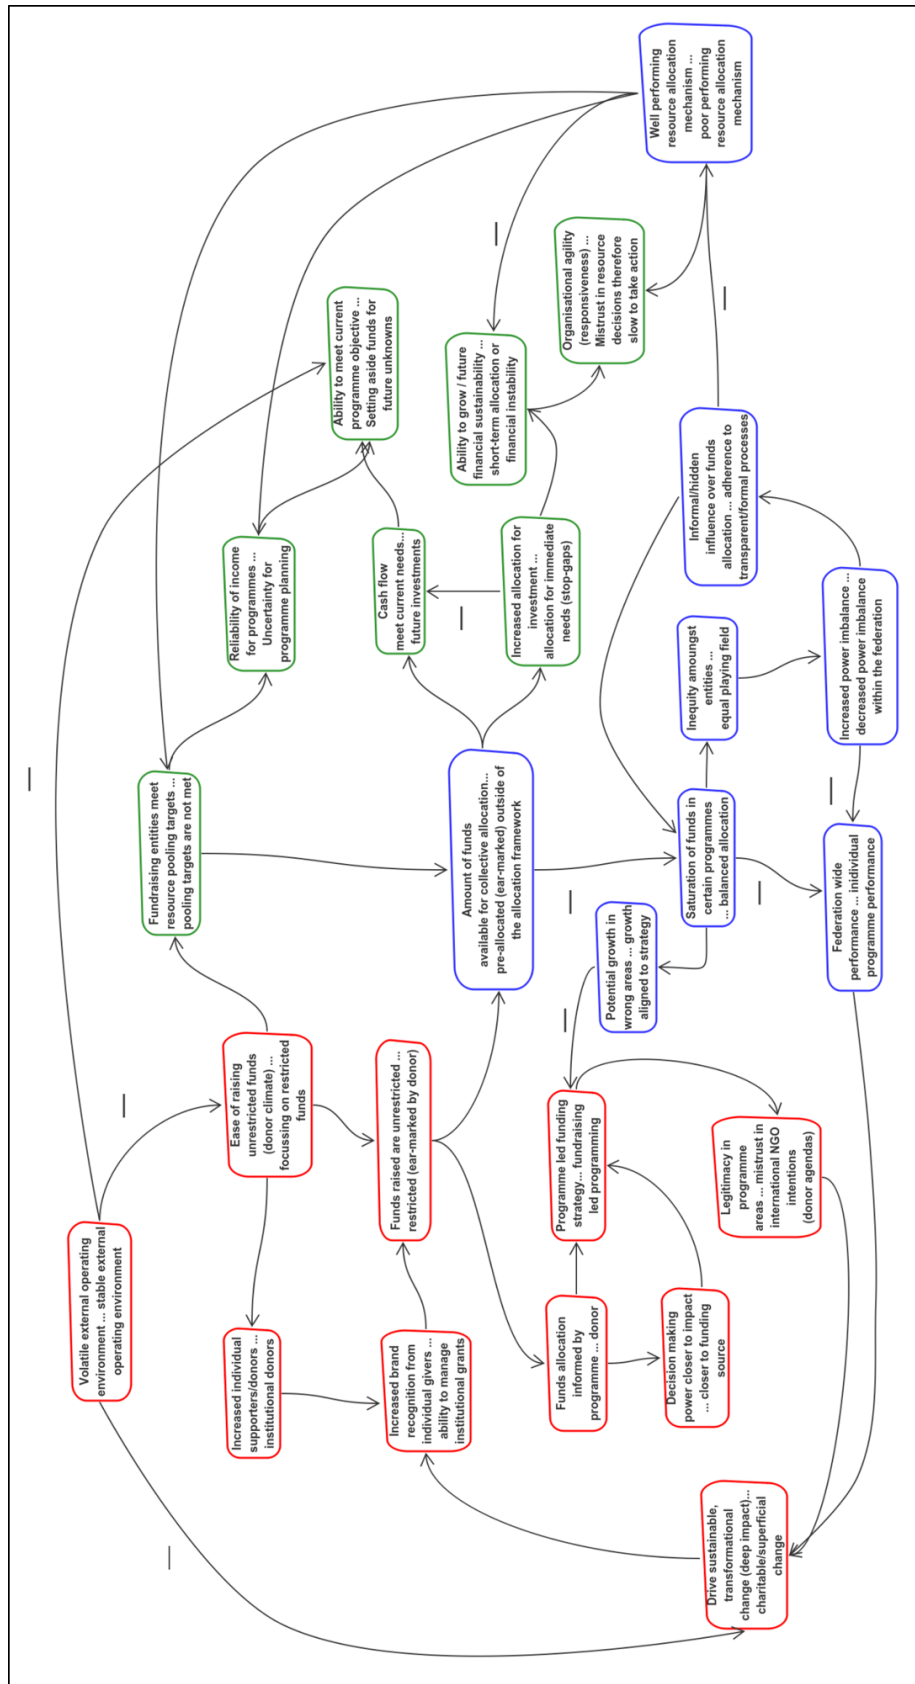 Volatile external operating
environment ... stable external
operating environment
Increased individual
supporters/donors ...
institutional donors
Ease of raising
unrestricted funds
(donor climate) ...
focussing on restricted
funds
Fundraising entities meet
resource pooling targets ...
pooling targets are not met
Reliability of income
for programmes ...
Uncertainty for
programme planning
Ability to meet current
programme objective ...
Setting aside funds for
future unknowns
Increased brand
recognition from
individual givers ...
ability to manage
institutional grants
Funds raised are unrestricted ...
restricted (ear-marked by donor)
Amount of funds
available for collective allocation...
pre-allocated (ear-marked) outside of
the allocation framework
Cash flow
meet current needs...
future investments
Increased allocation for
investment ...
allocation for immediate
needs (stop-gaps)
Ability to grow / future
financial sustainability ...
short-term allocation or
financial instability
Organisational agility
(responsiveness) ...
Mistrust in resource
decisions therefore
slow to take action
Well performing
resource allocation
mechanism ...
poor performing
resource allocation
mechanism
Funds allocation
informed by
programme ... donor
Programme led funding
strategy... fundraising
led programming
Potential growth in
wrong areas ... growth
aligned to strategy
Saturation of funds in
certain programmes
... balanced allocation
Inequity amongst
entities ...
equal playing field
Informal/hidden
influence over funds
allocation ... adherence to
transparent/formal processes
Decision making
power closer to impact
... closer to funding
source
Legitimacy in
programme
areas ... mistrust in
international NGO
intentions
(donor agendas)
Drive sustainable,
transformational
change (deep impact)...
charitable/superficial
change
Federation wide
performance ... inidividual
programme performance
Increased power imbalance ...
decreased power imbalance
within the federation